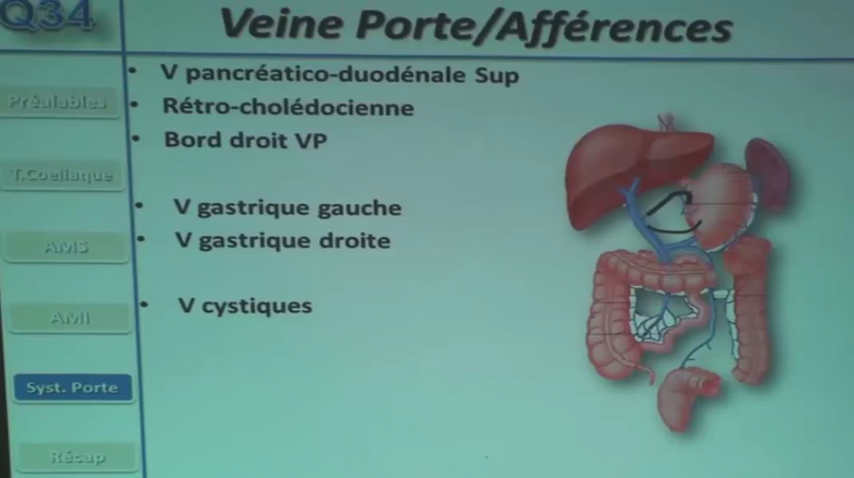 Q34
Veine Porte/Afférences
Préalables
T.Coeliaque
AMS
AMI
Syst. Porte
Récap
• V pancréatico-duodénale Sup
• Rétro-cholédocienne
• Bord droit VP
• V gastrique gauche
• V gastrique droite
• V cystiques